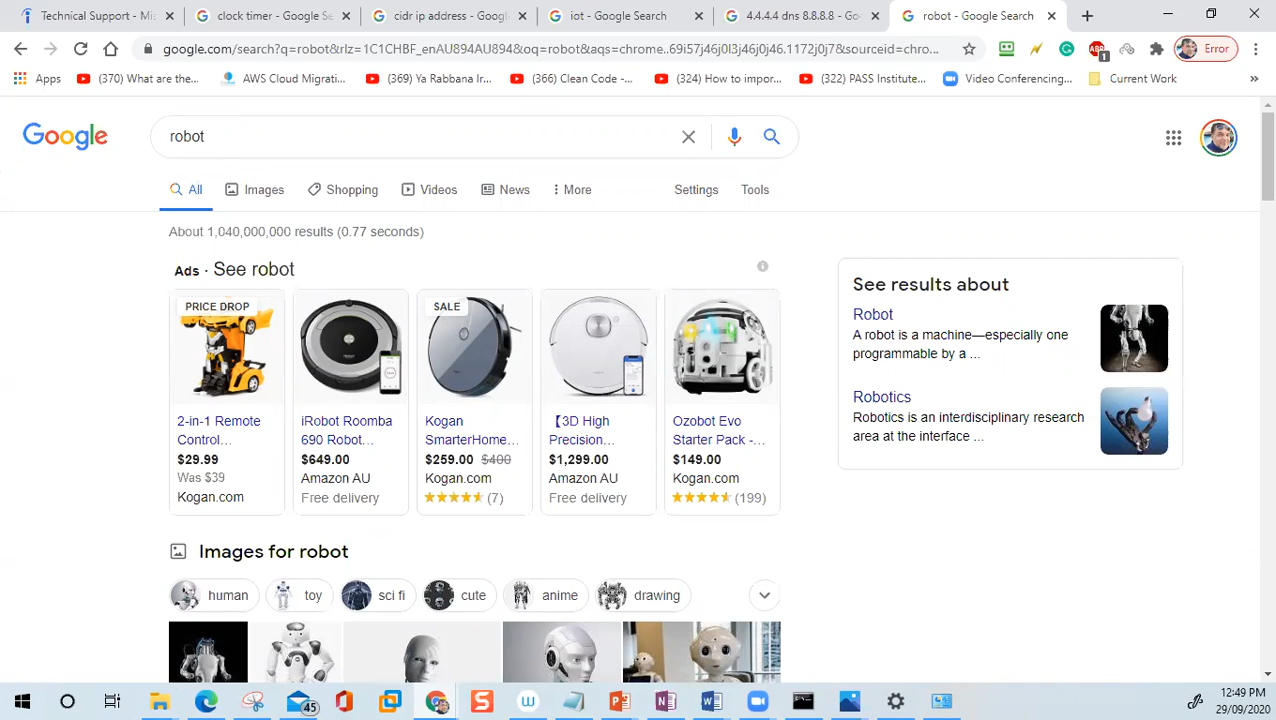 Technical Support - Mis
clock timer - Google Se
cidr ip address - Google
iot - Google Search
4.4.4.4 dns 8.8.8.8 - Go
robot - Google Search
google.com/search?q=robot&rlz=1C1CHBF_enAU894AU894&oq=robot&aqs=chrome..69i57j46j0l3j46j0j46.1172j0j7&sourceid=chro...
ABP
1
Error
Apps
(370) What are the...
AWS Cloud Migrati...
(369) Ya Rabbana Ir...
(366) Clean Code -...
(324) How to impor...
(322) PASS Institute...
Video Conferencing...
Current Work
Google
robot
All
Images
Shopping
Videos
News
More
Settings
Tools
About 1,040,000,000 results (0.77 seconds)
Ads · See robot
PRICE DROP
SALE
2-in-1 Remote
Control...
$29.99
Was $39
Kogan.com
iRobot Roomba
690 Robot...
$649.00
Amazon AU
Free delivery
Kogan
SmarterHome...
$259.00 $400
Kogan.com
(7)
【3D High
Precision...
$1,299.00
Amazon AU
Free delivery
Ozobot Evo
Starter Pack -...
$149.00
Kogan.com
(199)
See results about
Robot
A robot is a machine—especially one
programmable by a ...
Robotics
Robotics is an interdisciplinary research
area at the interface ...
Images for robot
human
toy
sci fi
cute
anime
drawing
45
12:49 PM
29/09/2020